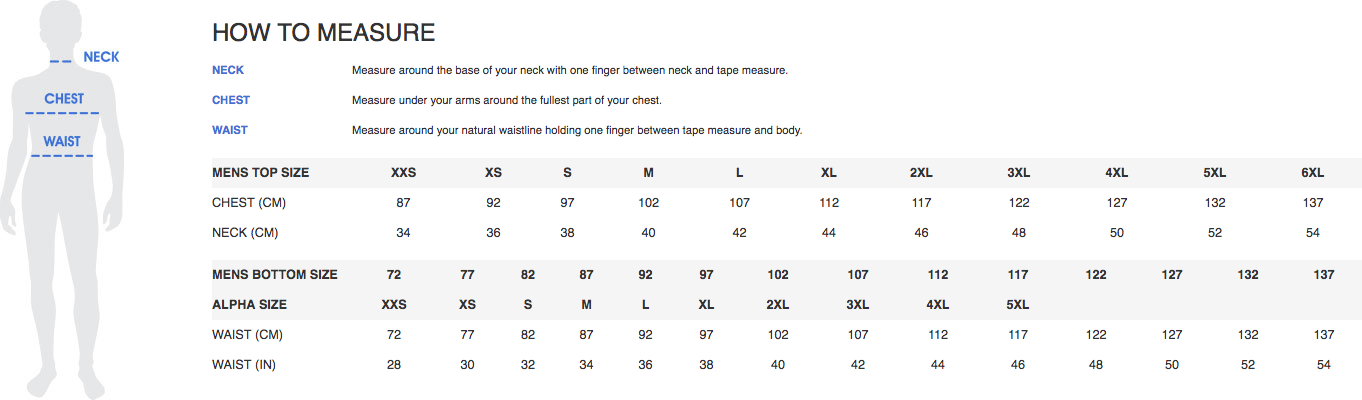 HOW TO MEASURE
NECK
NECK Measure around the base of your neck with one finger between neck and tape measure.
CHEST
CHEST Measure under your arms around the fullest part of your chest.
WAIST
WAIST Measure around your natural waistline holding one finger between tape measure and body.
MENS TOP SIZE XXS XS S M L XL 2XL 3XL 4XL 5XL 6XL
CHEST (CM) 87 92 97 102 107 112 117 122 127 132 137
NECK (CM) 34 36 38 40 42 44 46 48 50 52 54
MENS BOTTOM SIZE 72 77 82 87 92 97 102 107 112 117 122 127 132 137
ALPHA SIZE XXS XS S M L XL 2XL 3XL 4XL 5XL
WAIST (CM) 72 77 82 87 92 97 102 107 112 117 122 127 132 137
WAIST (IN) 28 30 32 34 36 38 40 42 44 46 48 50 52 54